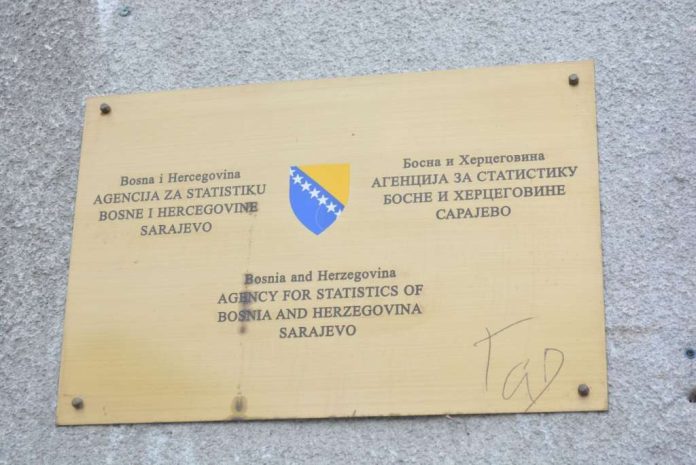 Bosna i Hercegovina
AGENCIJA ZA STATISTIKU
BOSNE I HERCEGOVINE
SARAJEVO
Босна и Херцеговина
АГЕНЦИЈА ЗА СТАТИСТИКУ
БОСНЕ И ХЕРЦЕГОВИНЕ
САРАЈЕВО
Bosnia and Herzegovina
AGENCY FOR STATISTICS OF
BOSNIA AND HERZEGOVINA
SARAJEVO